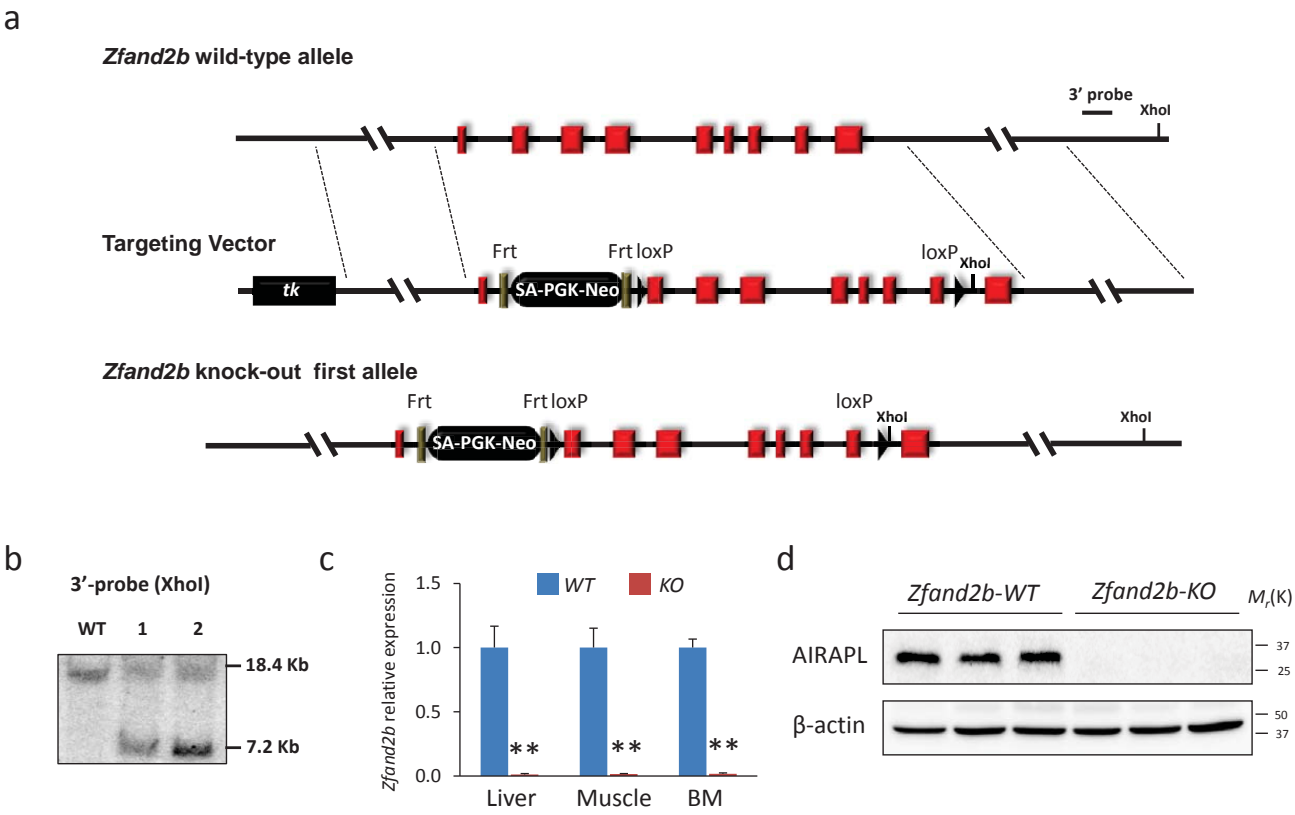 a
Zfand2b wild-type allele
3' probe
XhoI
Targeting Vector
Frt
Frt loxP
loxP
XhoI
tk
SA-PGK-Neo
Zfand2b knock-out first allele
Frt
Frt loxP
loxP
XhoI
XhoI
SA-PGK-Neo
b
3'-probe (XhoI)
WT 1 2
18.4 Kb
7.2 Kb
c
Zfand2b relative expression
1.5
1.0
0.5
0.0
WT KO
** ** **
Liver Muscle BM
d
Zfand2b-WT Zfand2b-KO Mr(K)
AIRAPL
37
25
β-actin
50
37